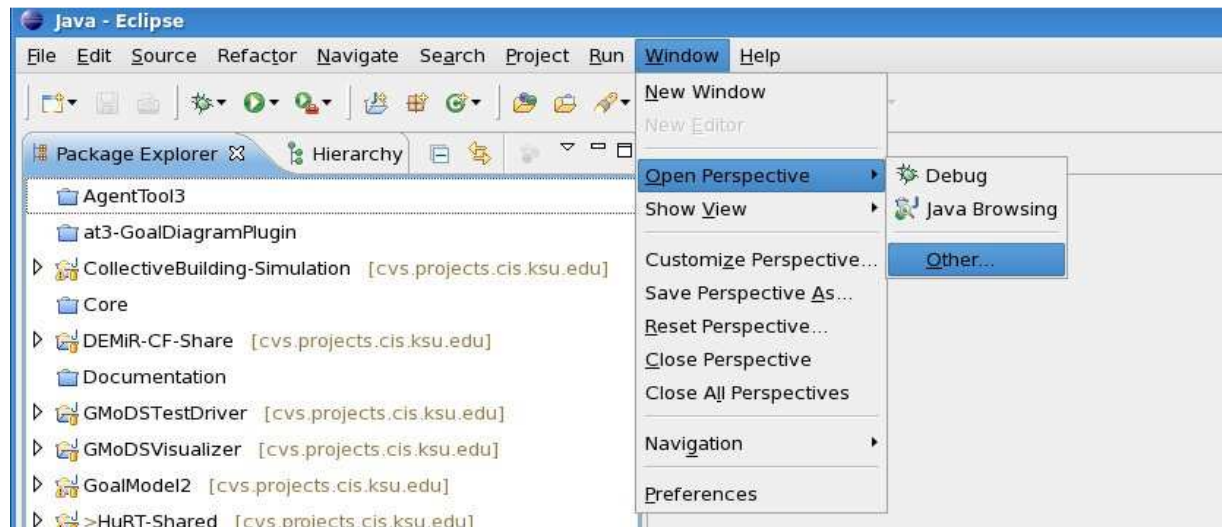 Java - Eclipse
File Edit Source Refactor Navigate Search Project Run Window Help
Package Explorer Hierarchy
AgentTool3
at3-GoalDiagramPlugin
CollectiveBuilding-Simulation [cvs.projects.cis.ksu.edu]
Core
DEMiR-CF-Share [cvs.projects.cis.ksu.edu]
Documentation
GMoDSTestDriver [cvs.projects.cis.ksu.edu]
GMoDSVisualizer [cvs.projects.cis.ksu.edu]
GoalModel2 [cvs.projects.cis.ksu.edu]
>HuRT-Shared [cvs.projects.cis.ksu.edu]
New Window
New Editor
Open Perspective
Show View
Customize Perspective...
Save Perspective As...
Reset Perspective...
Close Perspective
Close All Perspectives
Navigation
Preferences
Debug
Java Browsing
Other...